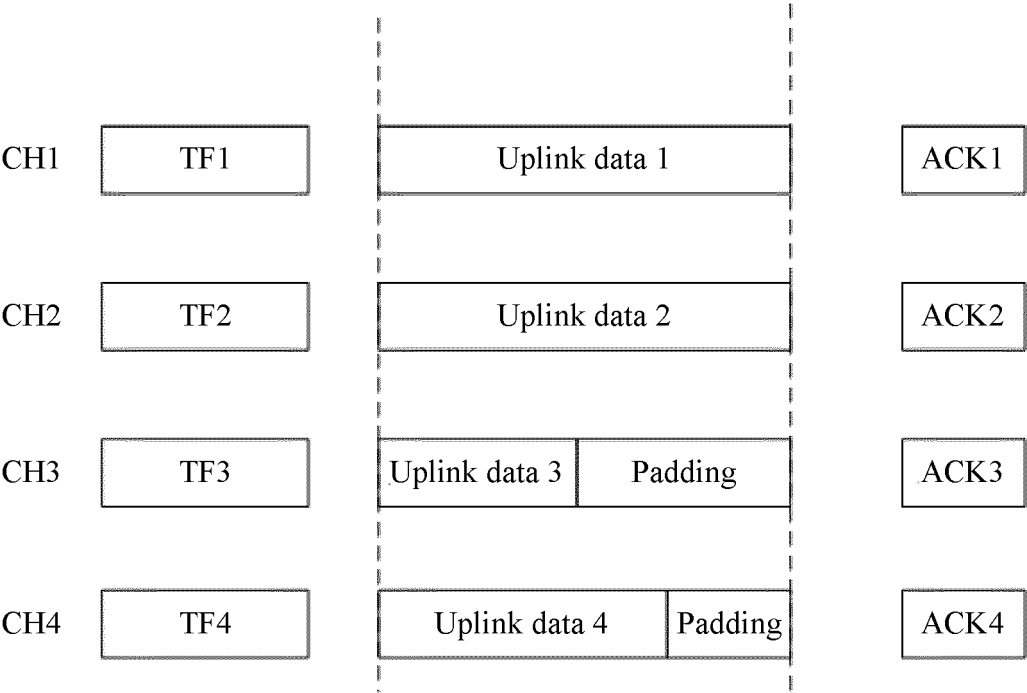 CH1 TF1 Uplink data 1 ACK1
CH2 TF2 Uplink data 2 ACK2
CH3 TF3 Uplink data 3 Padding ACK3
CH4 TF4 Uplink data 4 Padding ACK4